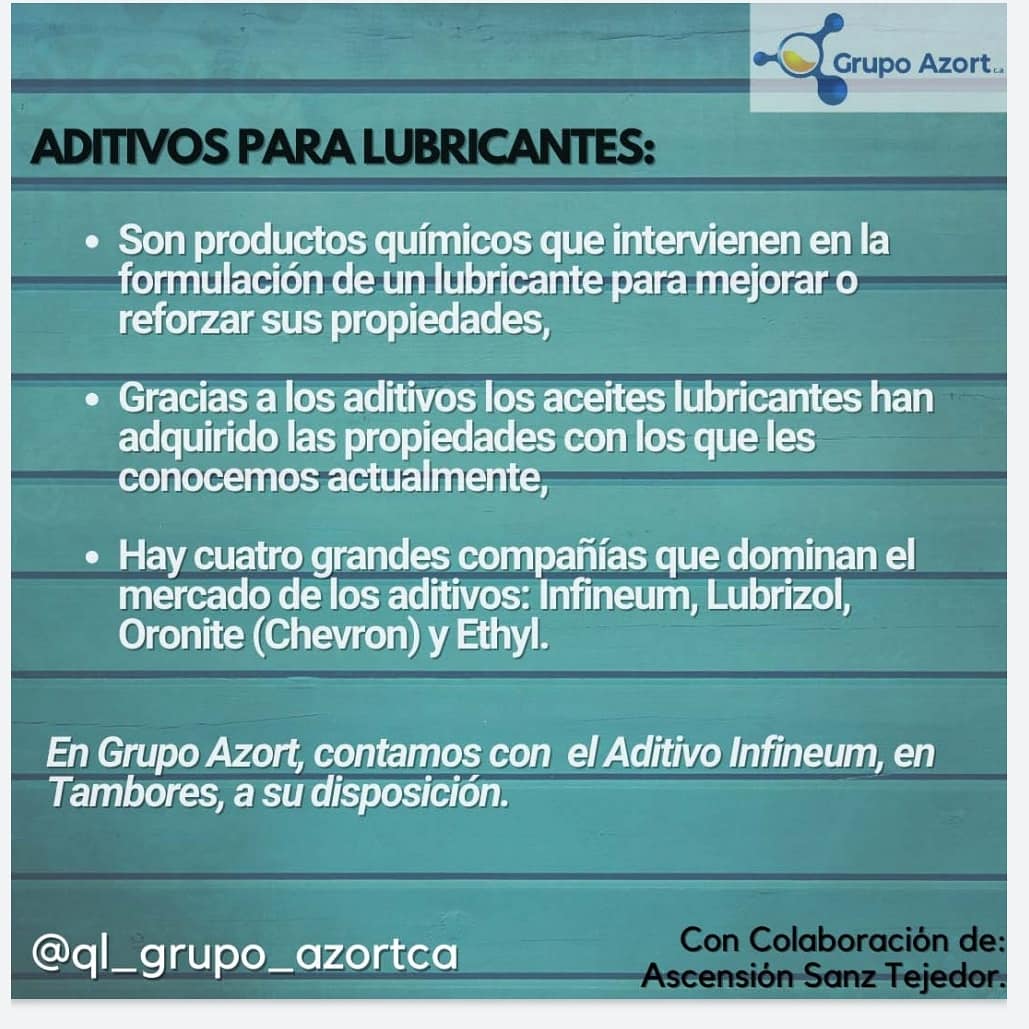 Grupo Azort C.A
ADITIVOS PARA LUBRICANTES:
• Son productos químicos que intervienen en la
formulación de un lubricante para mejorar o
reforzar sus propiedades,
• Gracias a los aditivos los aceites lubricantes han
adquirido las propiedades con los que les
conocemos actualmente,
• Hay cuatro grandes compañías que dominan el
mercado de los aditivos: Infineum, Lubrizol,
Oronite (Chevron) y Ethyl.
En Grupo Azort, contamos con el Aditivo Infineum, en
Tambores, a su disposición.
@ql_grupo_azortca
Con Colaboración de:
Ascensión Sanz Tejedor.